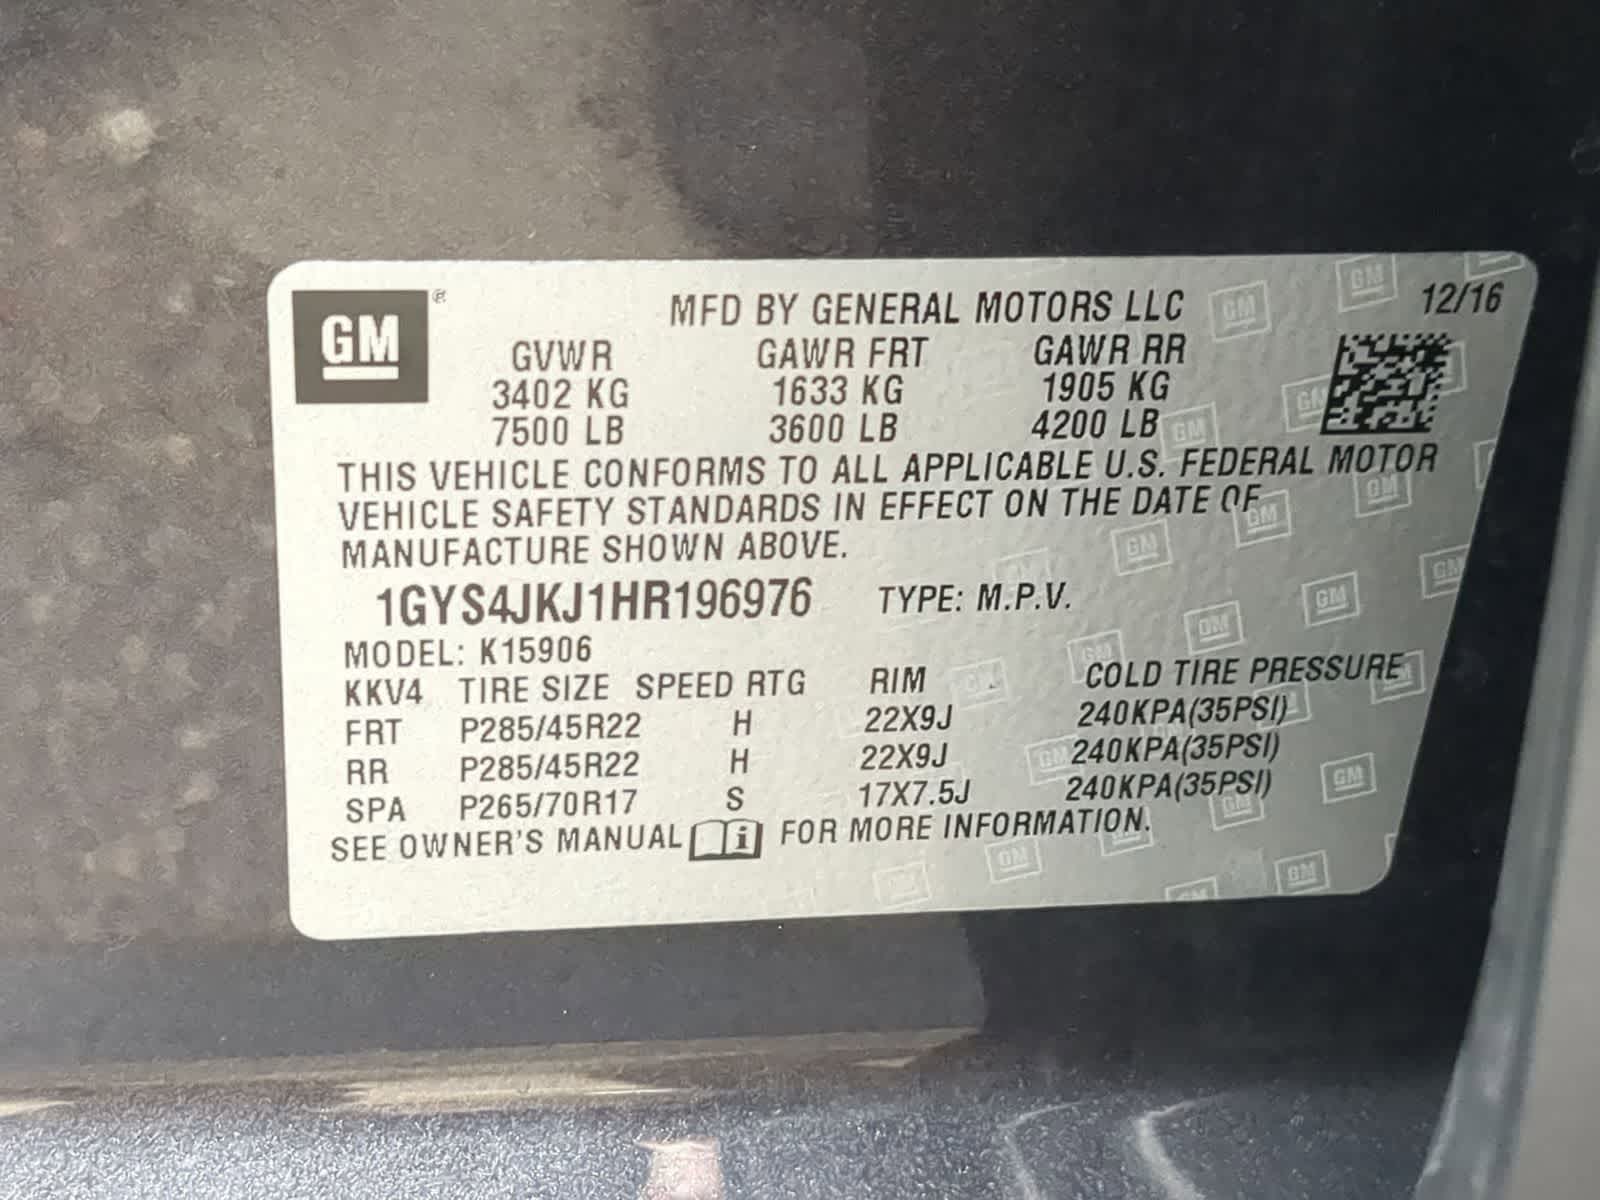 GM ®
MFD BY GENERAL MOTORS LLC 12/16
GVWR GAWR FRT GAWR RR
3402 KG 1633 KG 1905 KG
7500 LB 3600 LB 4200 LB
THIS VEHICLE CONFORMS TO ALL APPLICABLE U.S. FEDERAL MOTOR
VEHICLE SAFETY STANDARDS IN EFFECT ON THE DATE OF
MANUFACTURE SHOWN ABOVE.
1GYS4JKJ1HR196976 TYPE: M.P.V.
MODEL: K15906
KKV4 TIRE SIZE SPEED RTG RIM COLD TIRE PRESSURE
FRT P285/45R22 H 22X9J 240KPA(35PSI)
RR P285/45R22 H 22X9J 240KPA(35PSI)
SPA P265/70R17 S 17X7.5J 240KPA(35PSI)
SEE OWNER'S MANUAL i FOR MORE INFORMATION.